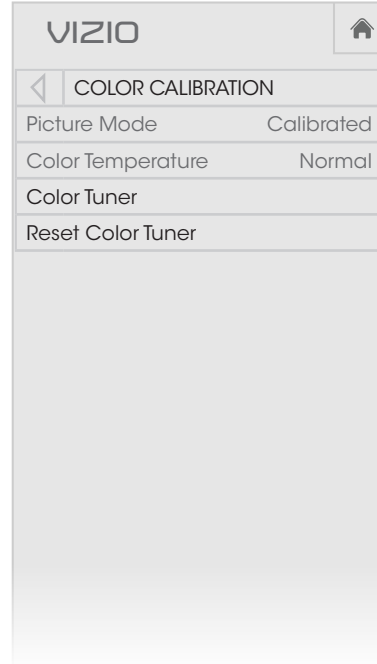 VIZIO
COLOR CALIBRATION
Picture Mode Calibrated
Color Temperature Normal
Color Tuner
Reset Color Tuner